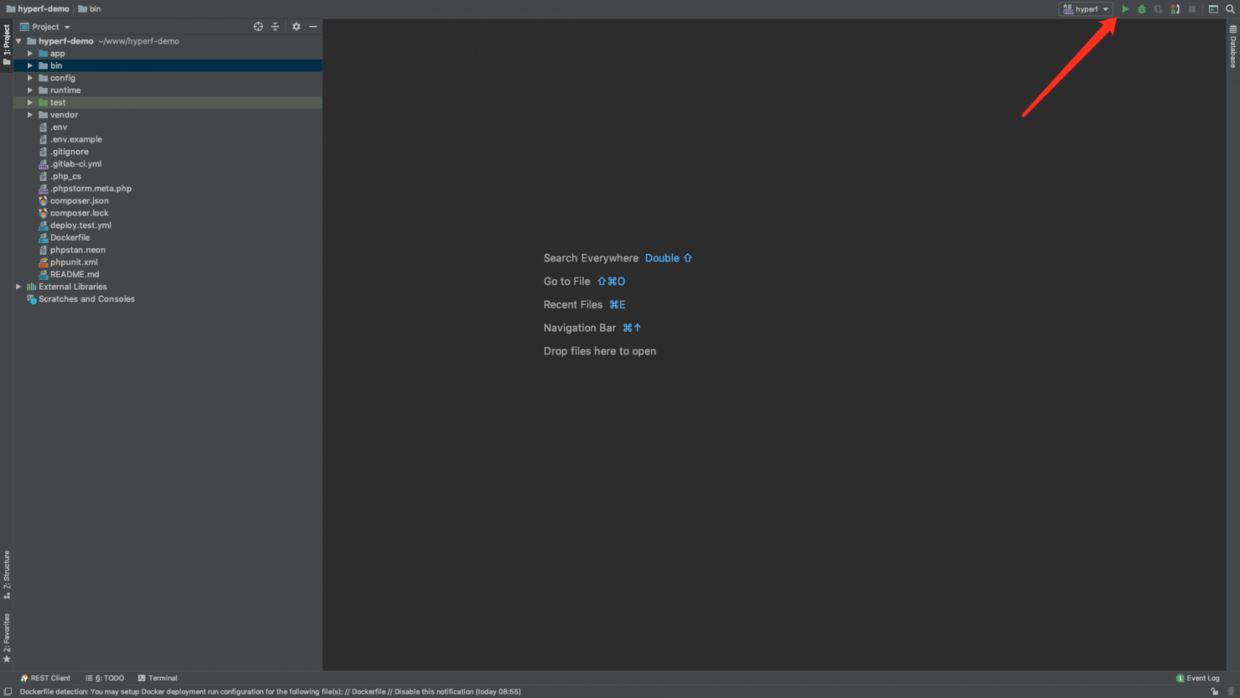 hyperf-demo bin
hyperf
1: Project
Project
hyperf-demo ~/www/hyperf-demo
app
bin
config
runtime
test
vendor
.env
.env.example
.gitignore
.gitlab-ci.yml
.php_cs
.phpstorm.meta.php
composer.json
composer.lock
deploy.test.yml
Dockerfile
phpstan.neon
phpunit.xml
README.md
External Libraries
Scratches and Consoles
Search Everywhere Double ⇧
Go to File ⇧⌘O
Recent Files ⌘E
Navigation Bar ⌘↑
Drop files here to open
Database
2: Structure
2: Favorites
REST Client 6: TODO Terminal
1 Event Log
Dockerfile detection: You may setup Docker deployment run configuration for the following file(s): // Dockerfile // Disable this notification (today 08:55)